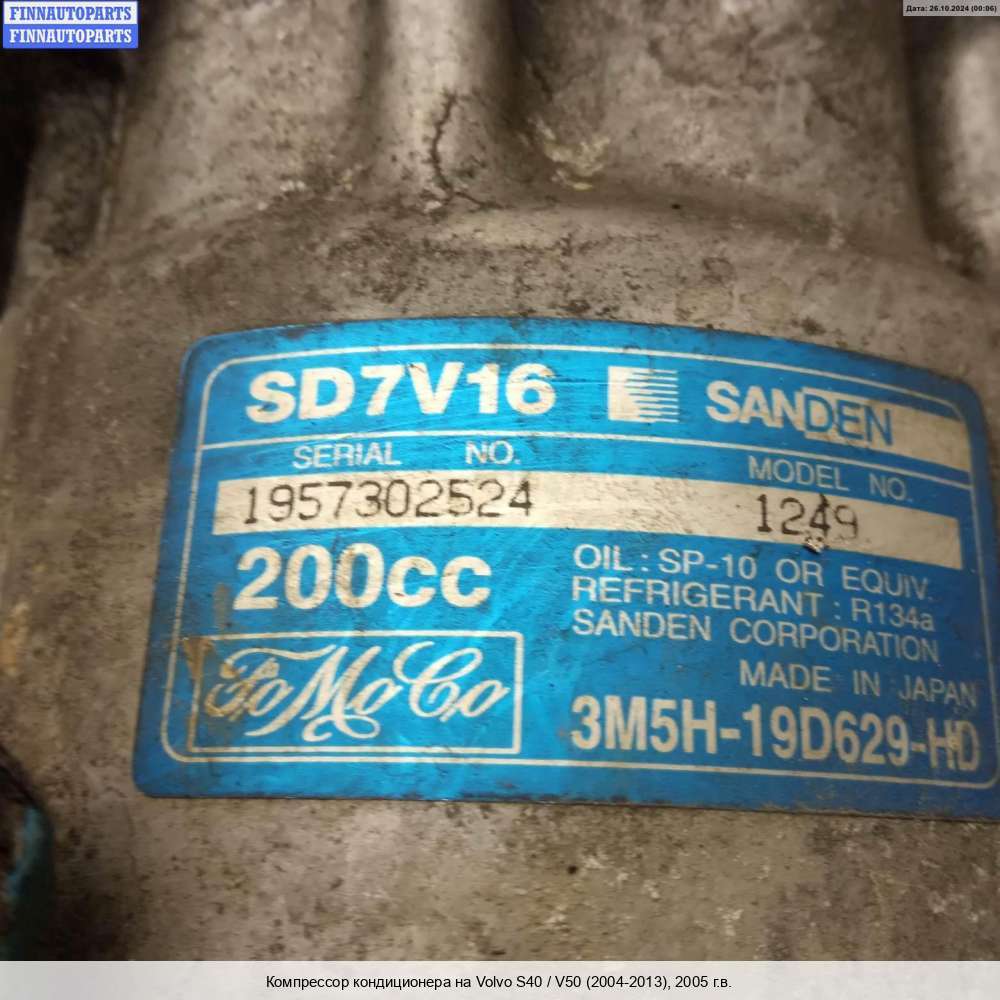 FINNAUTOPARTS
FINNAUTOPARTS
Дата: 26.10.2024 (00:06)
SD7V16 SANDEN
SERIAL NO. MODEL NO.
1957302524 1249
200cc
OIL : SP-10 OR EQUIV.
REFRIGERANT : R134a
SANDEN CORPORATION
MADE IN JAPAN
FoMoCo
3M5H-19D629-HD
Компрессор кондиционера на Volvo S40 / V50 (2004-2013), 2005 г.в.